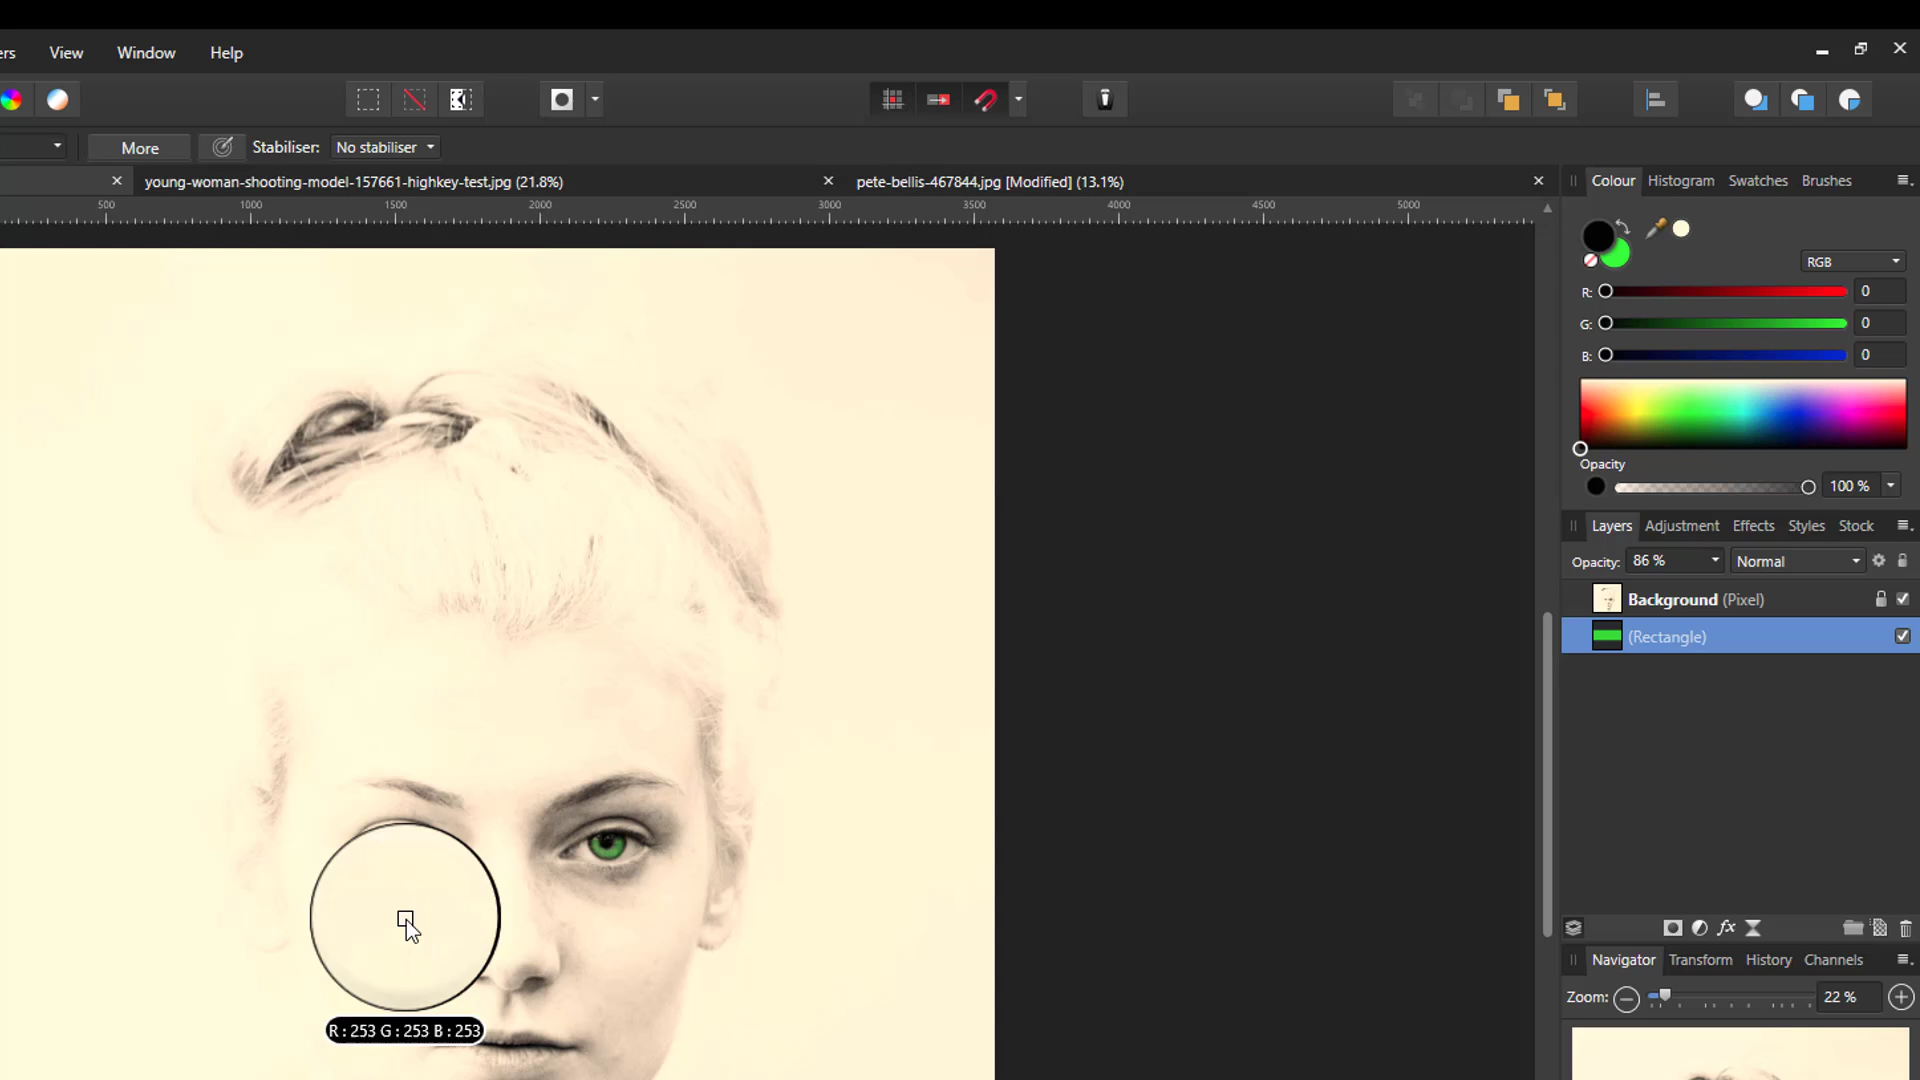 ers View Window Help
More Stabiliser: No stabiliser
young-woman-shooting-model-157661-highkey-test.jpg (21.8%) pete-bellis-467844.jpg [Modified] (13.1%)
500 1000 1500 2000 2500 3000 3500 4000 4500 5000
Colour Histogram Swatches Brushes
RGB
R: 0
G: 0
B: 0
Opacity
100 %
Layers Adjustment Effects Styles Stock
Opacity: 86 % Normal
Background (Pixel)
(Rectangle)
fx
Navigator Transform History Channels
Zoom: 22 %
R : 253 G : 253 B : 253